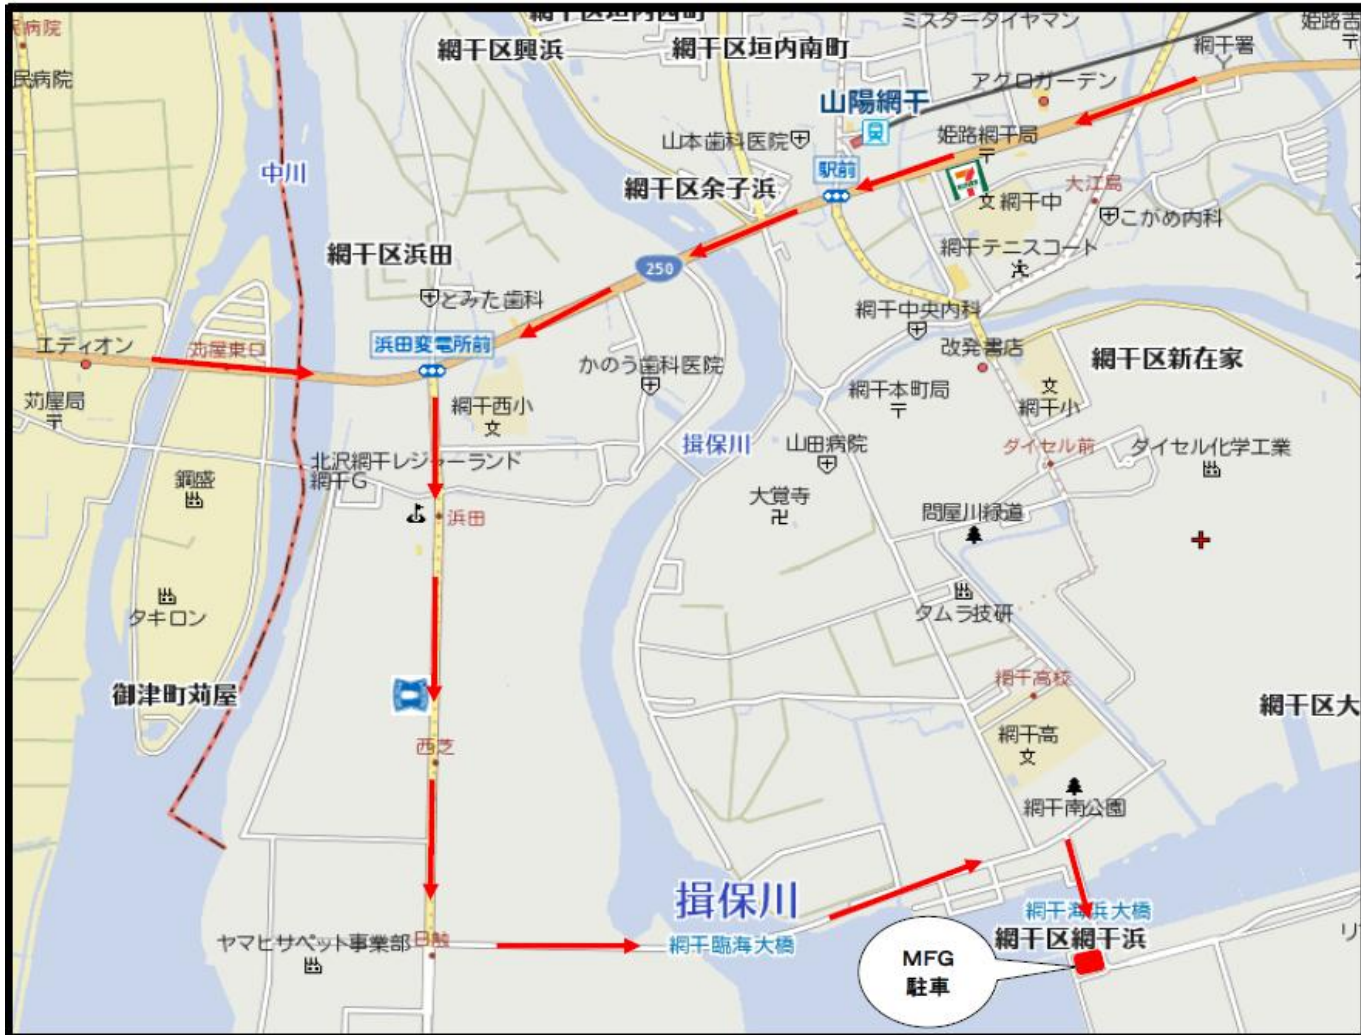 網干区垣内西町
ミスタータイヤマン
民病院
民病院
網干区興浜
網干区垣内南町
網干署
アグロガーデン
山陽網干
山本歯科医院
姫路網干局
駅前
中川
網干区余子浜
大江島
網干中
こがめ内科
網干区浜田
網干テニスコート
250
とみた歯科
網干中央内科
浜田変電所前
エディオン
苅屋東口
かのう歯科医院
改発書店
網干区新在家
苅屋局
網干西小
網干本町局
網干小
揖保川
山田病院
ダイセル前
ダイセル化学工業
北沢網干レジャーランド
網干G
鋼盛
大覚寺
浜田
問屋川緑道
タキロン
タムラ技研
御津町苅屋
網干高校
網干区大
網干高
西芝
網干南公園
揖保川
網干海浜大橋
ヤマヒサペット事業部
日触
網干臨海大橋
網干区網干浜
リ
MFG
駐車